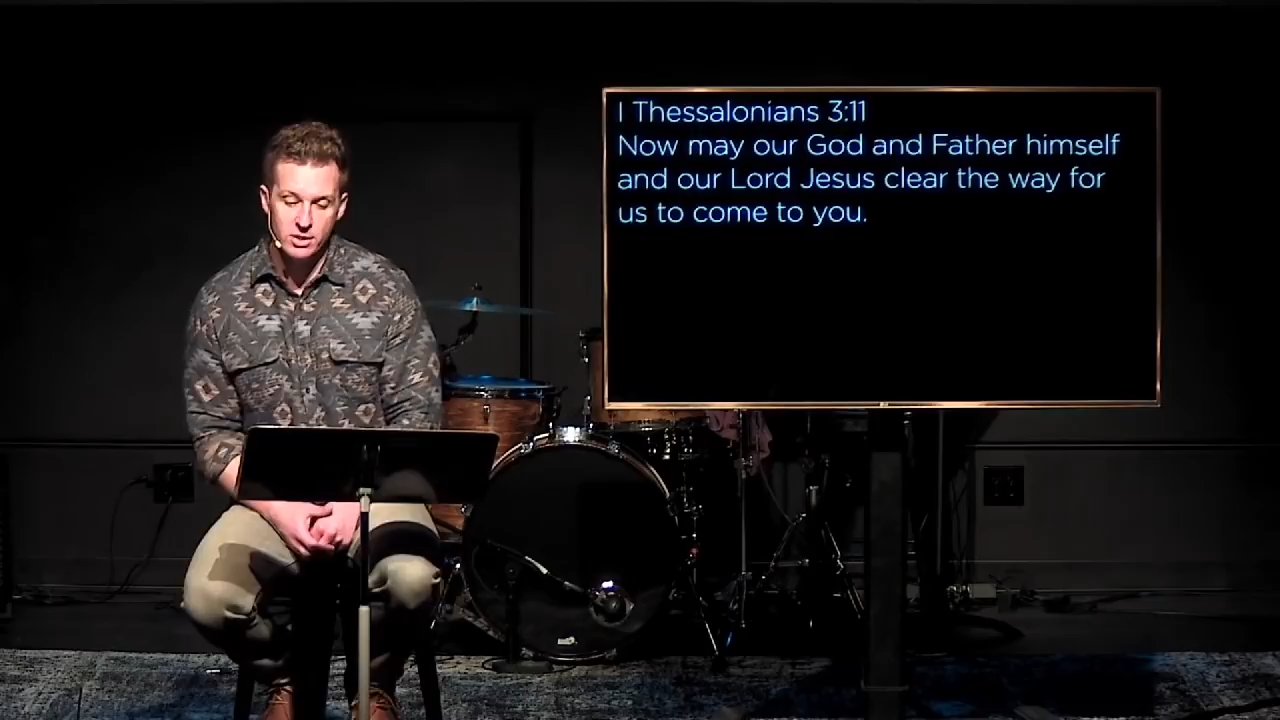 1 Thessalonians 3:11
Now may our God and Father himself
and our Lord Jesus clear the way for
us to come to you.